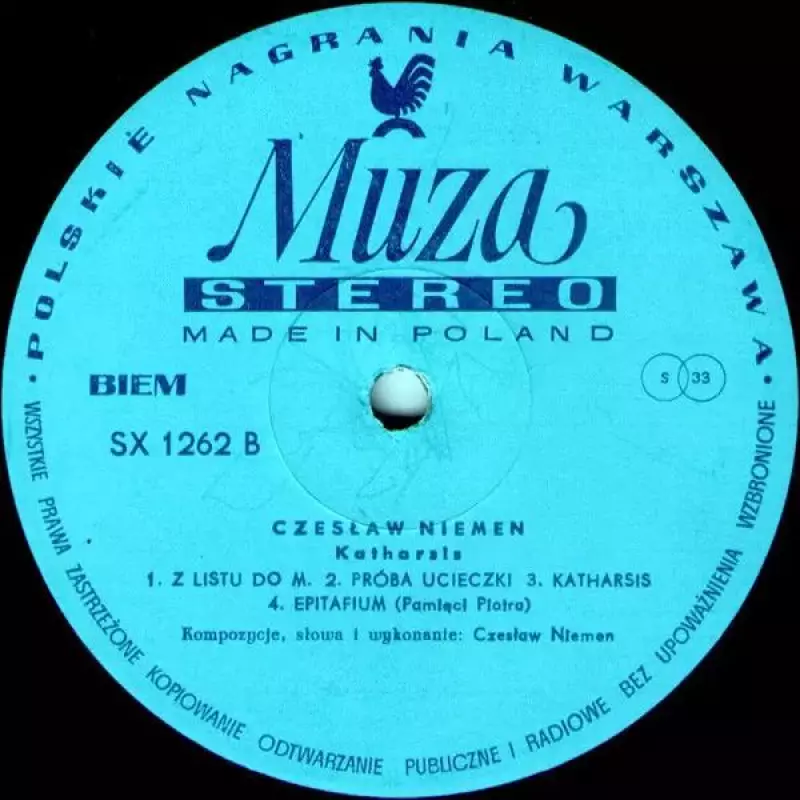 POLSKIE NAGRANIA WARSZAWA
Muza
STEREO
MADE IN POLAND
BIEM
S 33
SX 1262 B
CZESŁAW NIEMEN
Katharsis
1. Z LISTU DO M. 2. PRÓBA UCIECZKI 3. KATHARSIS
4. EPITAFIUM (Pamięci Piotra)
Kompozycje, słowa i wykonanie: Czesław Niemen
WSZYSTKIE PRAWA ZASTRZEŻONE KOPIOWANIE ODTWARZANIE PUBLICZNE I RADIOWE BEZ UPOWAŻNIENIA WZBRONIONE